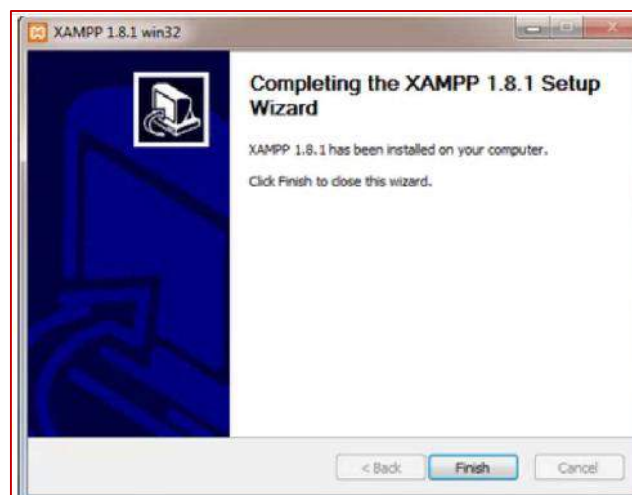 XAMPP 1.8.1 win32
Completing the XAMPP 1.8.1 Setup
Wizard
XAMPP 1.8.1 has been installed on your computer.
Click Finish to close this wizard.
< Back
Finish
Cancel